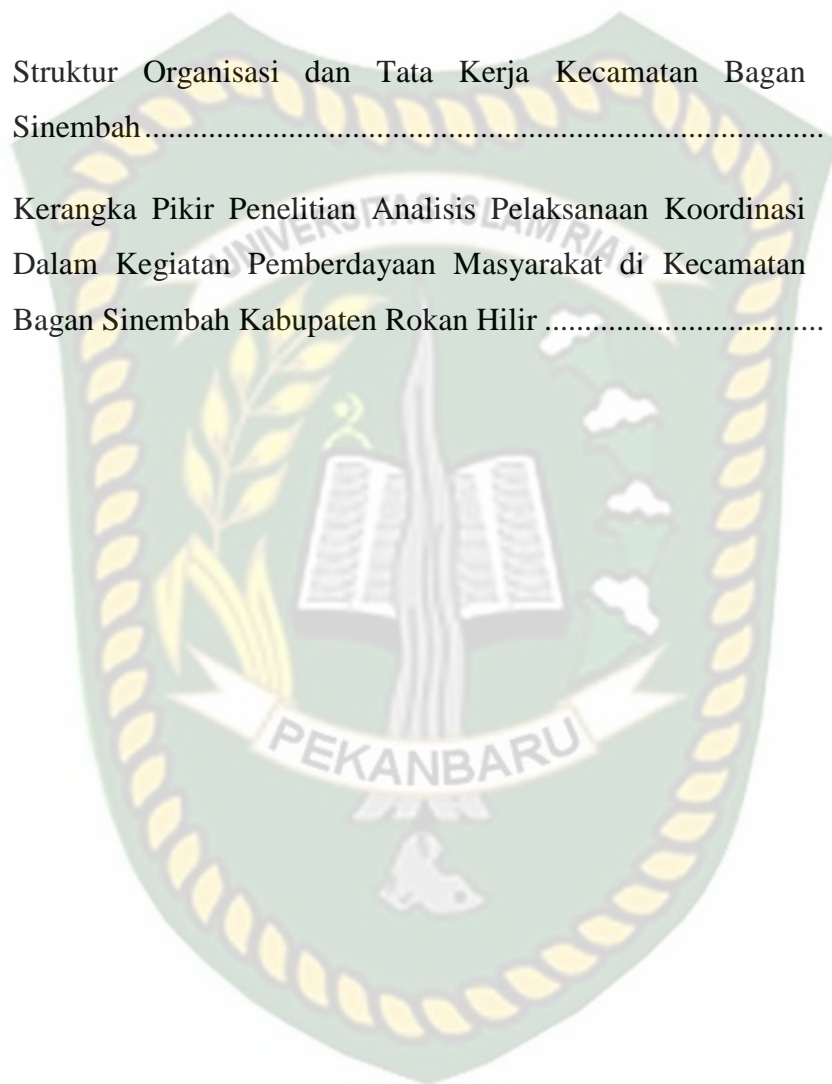 Struktur Organisasi dan Tata Kerja Kecamatan Bagan
Sinembah.....................................................................................
Kerangka Pikir Penelitian Analisis Pelaksanaan Koordinasi
UNIVERSITAS ISLAM RIAU
Dalam Kegiatan Pemberdayaan Masyarakat di Kecamatan
Bagan Sinembah Kabupaten Rokan Hilir ...................................
PEKANBARU